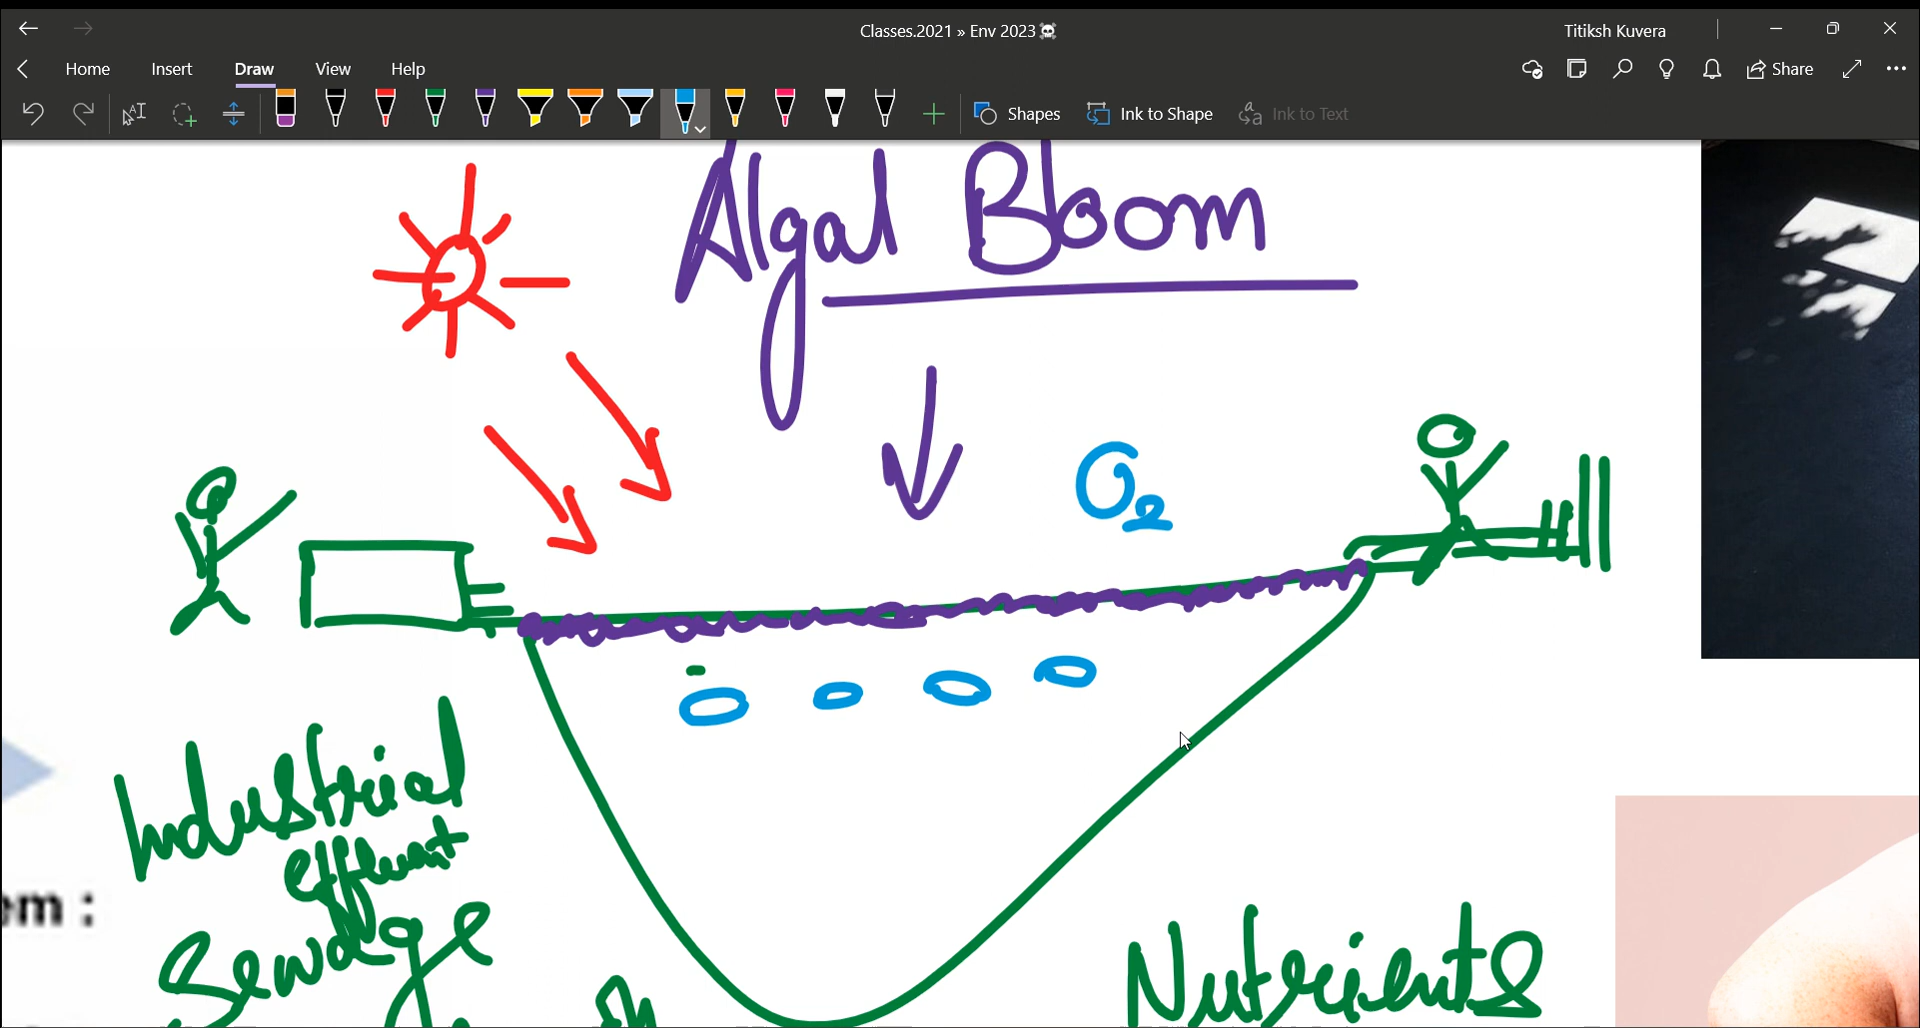 Classes.2021 » Env 2023☠
Titiksh Kuvera
Home Insert Draw View Help
Share
Shapes Ink to Shape Ink to Text
Algal Bloom
O2
Industrial
effluent
Sewage
Nutrients
em :